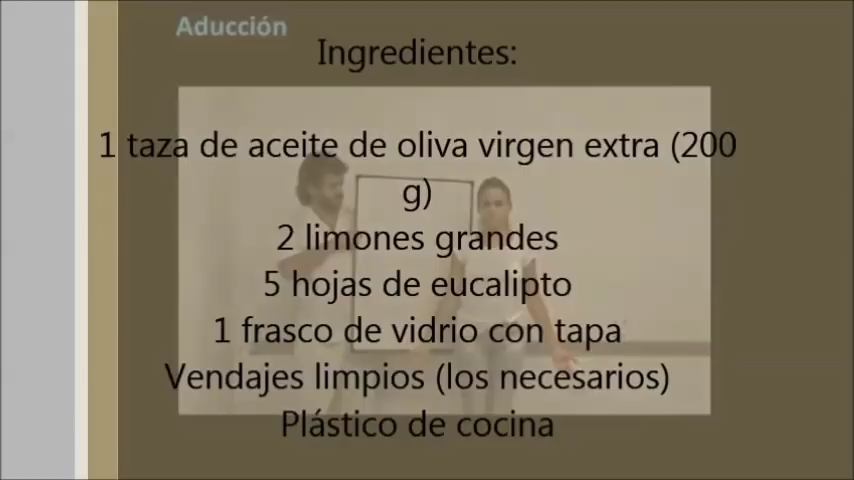 Aducción
Ingredientes:
1 taza de aceite de oliva virgen extra (200
g)
2 limones grandes
5 hojas de eucalipto
1 frasco de vidrio con tapa
Vendajes limpios (los necesarios)
Plástico de cocina